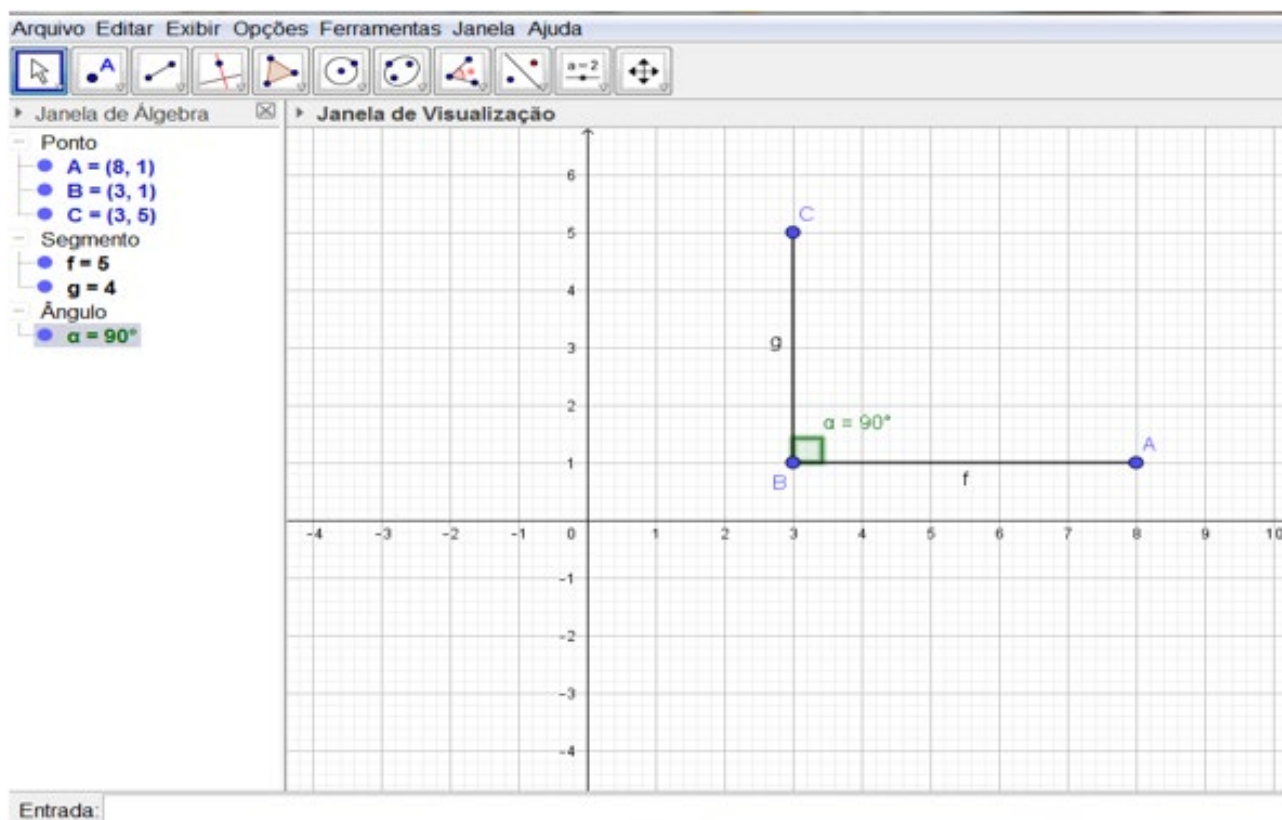 Arquivo Editar Exibir Opções Ferramentas Janela Ajuda
A
a=2
Janela de Álgebra
Janela de Visualização
Ponto
A = (8, 1)
B = (3, 1)
C = (3, 5)
Segmento
f = 5
g = 4
Ângulo
α = 90°
6
C
5
4
g
3
2
α = 90°
1
A
B
f
-4 -3 -2 -1 0 1 2 3 4 5 6 7 8 9 10
-1
-2
-3
-4
Entrada: